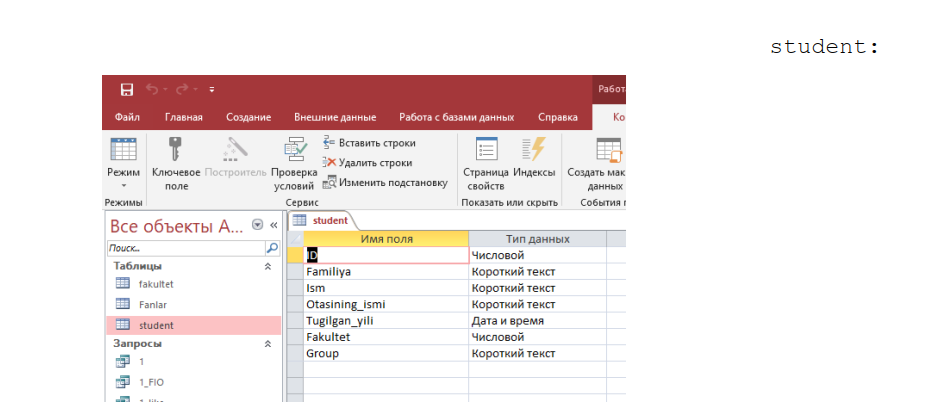 student:
Работ
Файл Главная Создание Внешние данные Работа с базами данных Справка Ко
Режим
Ключевое поле
Построитель
Проверка условий
Вставить строки
Удалить строки
Изменить подстановку
Страница свойств
Индексы
Создать мак
данных
Режимы Сервис Показать или скрыть События
Все объекты A...
Поиск...
Таблицы
fakultet
Fanlar
student
Запросы
1
1_FIO
student
Имя поля Тип данных
ID Числовой
Familiya Короткий текст
Ism Короткий текст
Otasining_ismi Короткий текст
Tugilgan_yili Дата и время
Fakultet Числовой
Group Короткий текст